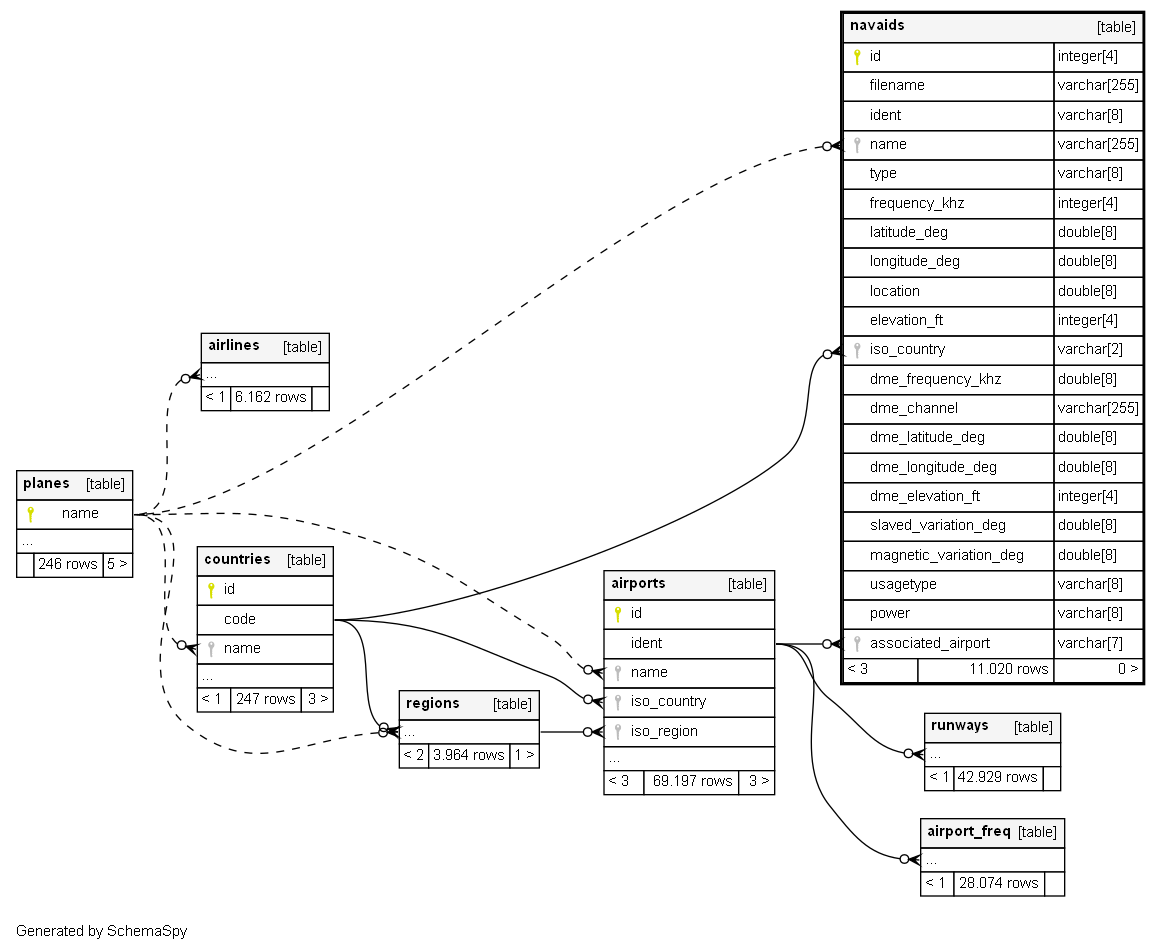 navaids [table]
id integer[4]
filename varchar[255]
ident varchar[8]
name varchar[255]
type varchar[8]
frequency_khz integer[4]
latitude_deg double[8]
longitude_deg double[8]
location double[8]
elevation_ft integer[4]
iso_country varchar[2]
dme_frequency_khz double[8]
dme_channel varchar[255]
dme_latitude_deg double[8]
dme_longitude_deg double[8]
dme_elevation_ft integer[4]
slaved_variation_deg double[8]
magnetic_variation_deg double[8]
usagetype varchar[8]
power varchar[8]
associated_airport varchar[7]
< 3 11.020 rows 0 >
airlines [table]
...
< 1 6.162 rows
planes [table]
name
...
246 rows 5 >
countries [table]
id
code
name
...
< 1 247 rows 3 >
regions [table]
...
< 2 3.964 rows 1 >
airports [table]
id
ident
name
iso_country
iso_region
...
< 3 69.197 rows 3 >
runways [table]
...
< 1 42.929 rows
airport_freq [table]
...
< 1 28.074 rows
Generated by SchemaSpy